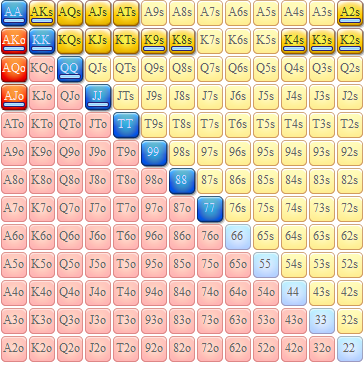 AA AKs AQs AJs ATs A9s A8s A7s A6s A5s A4s A3s A2s
AKo KK KQs KJs KTs K9s K8s K7s K6s K5s K4s K3s K2s
AQo KQo QQ QJs QTs Q9s Q8s Q7s Q6s Q5s Q4s Q3s Q2s
AJo KJo QJo JJ JTs J9s J8s J7s J6s J5s J4s J3s J2s
ATo KTo QTo JTo TT T9s T8s T7s T6s T5s T4s T3s T2s
A9o K9o Q9o J9o T9o 99 98s 97s 96s 95s 94s 93s 92s
A8o K8o Q8o J8o T8o 98o 88 87s 86s 85s 84s 83s 82s
A7o K7o Q7o J7o T7o 97o 87o 77 76s 75s 74s 73s 72s
A6o K6o Q6o J6o T6o 96o 86o 76o 66 65s 64s 63s 62s
A5o K5o Q5o J5o T5o 95o 85o 75o 65o 55 54s 53s 52s
A4o K4o Q4o J4o T4o 94o 84o 74o 64o 54o 44 43s 42s
A3o K3o Q3o J3o T3o 93o 83o 73o 63o 53o 43o 33 32s
A2o K2o Q2o J2o T2o 92o 82o 72o 62o 52o 42o 32o 22